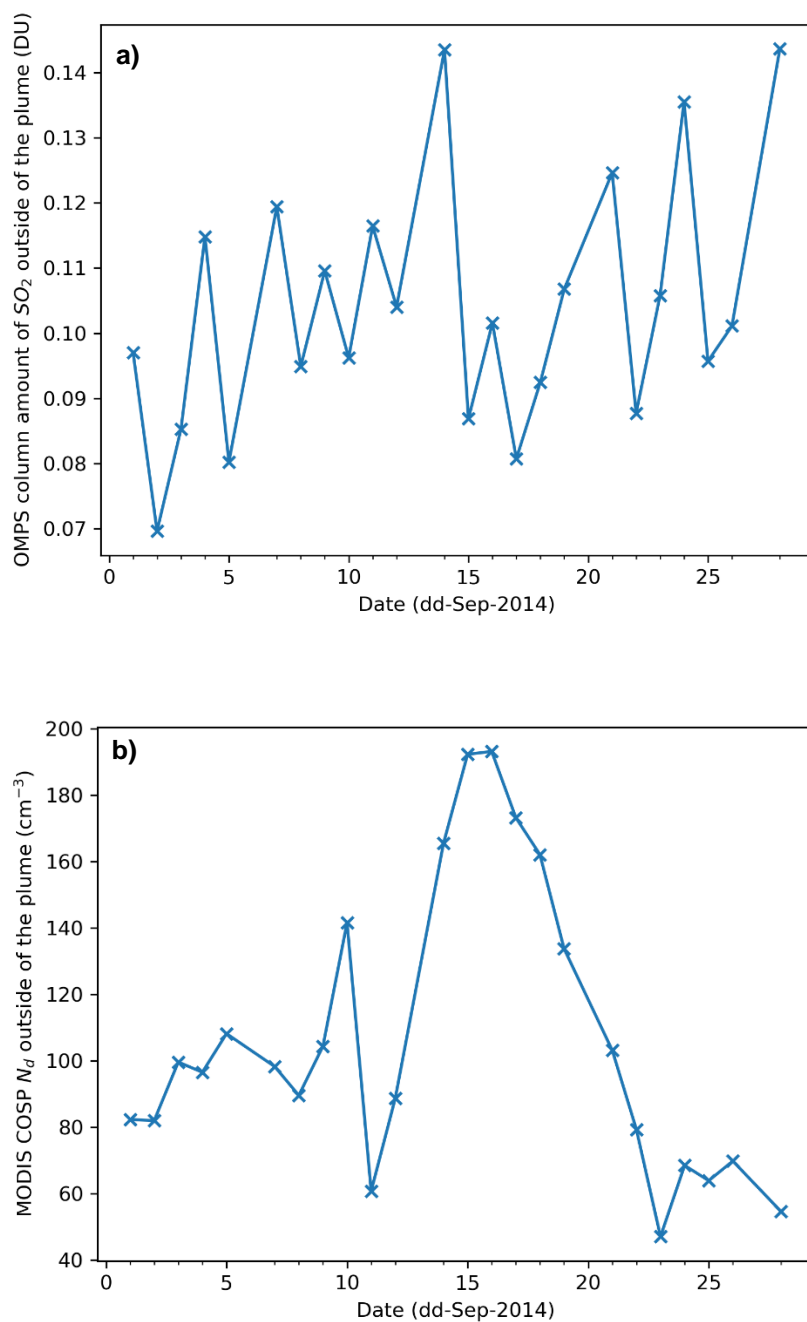 a)
OMPS column amount of SO₂ outside of the plume (DU)
0.14
0.13
0.12
0.11
0.10
0.09
0.08
0.07
0 5 10 15 20 25
Date (dd-Sep-2014)
b)
MODIS COSP N_d outside of the plume (cm⁻³)
200
180
160
140
120
100
80
60
40
0 5 10 15 20 25
Date (dd-Sep-2014)